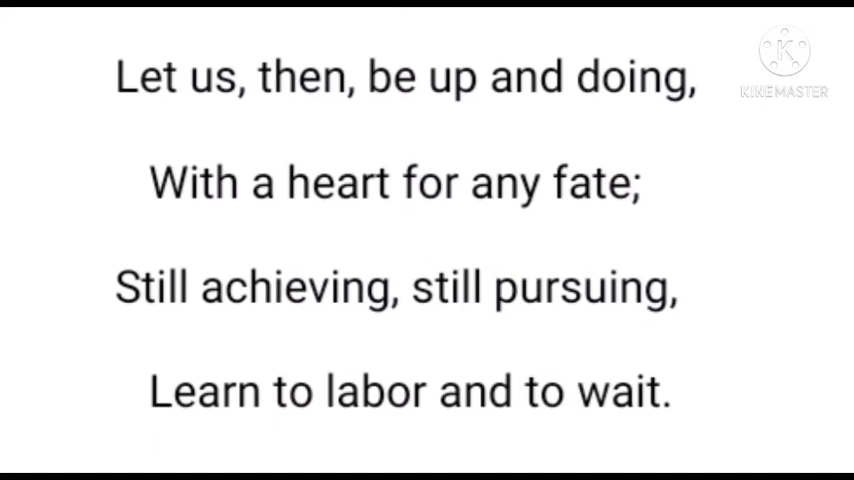 Let us, then, be up and doing,
With a heart for any fate;
Still achieving, still pursuing,
Learn to labor and to wait.
K
KINEMASTER